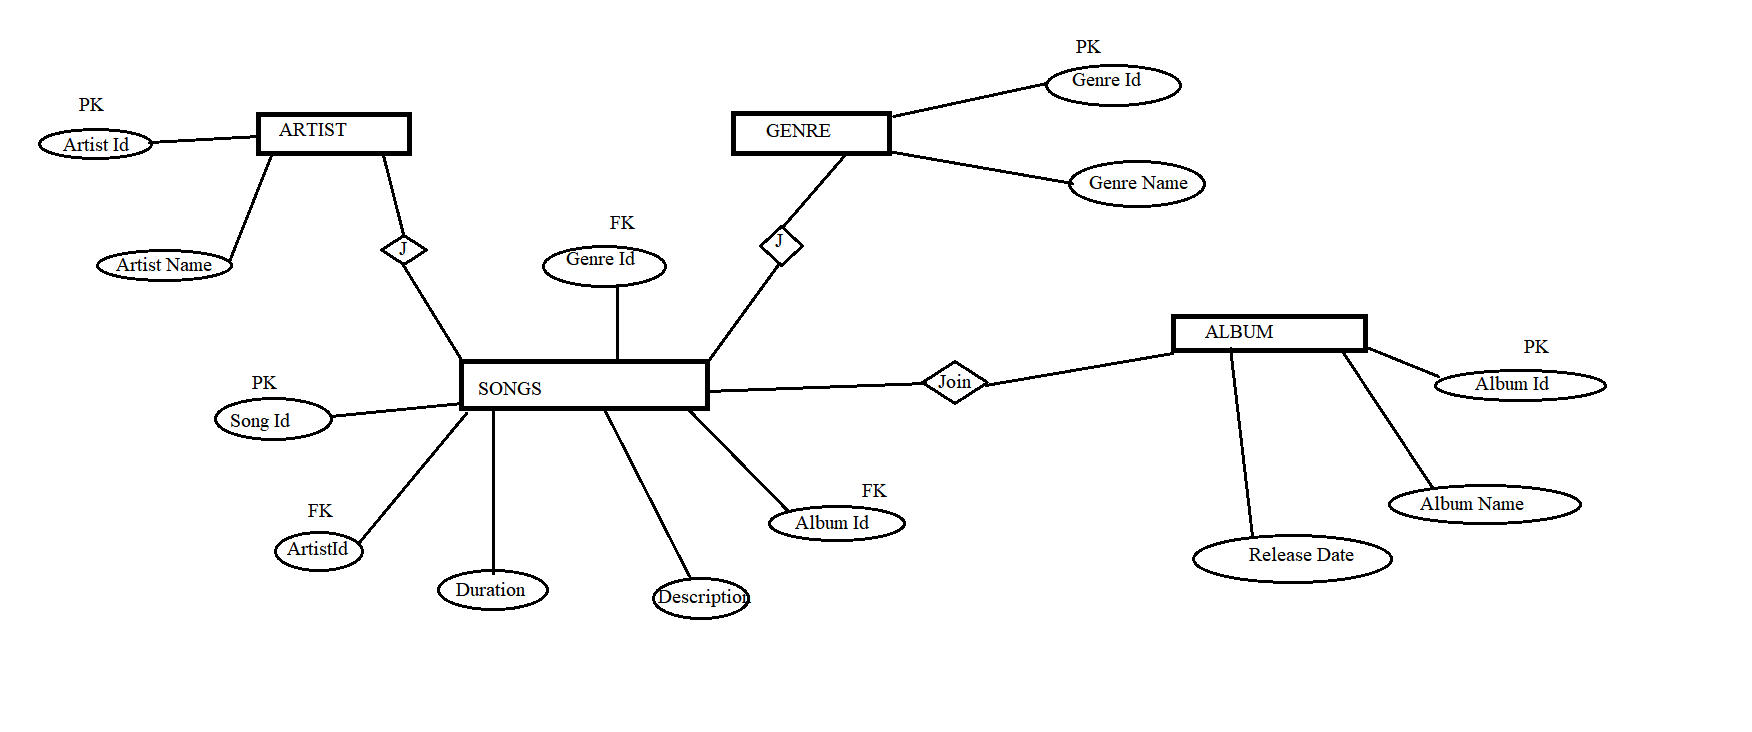 PK
Genre Id
PK
ARTIST
GENRE
Artist Id
Genre Name
FK
Artist Name
J
Genre Id
J
ALBUM
PK
PK
SONGS
Join
Album Id
Song Id
FK
FK
Album Name
ArtistId
Album Id
Release Date
Duration
Description